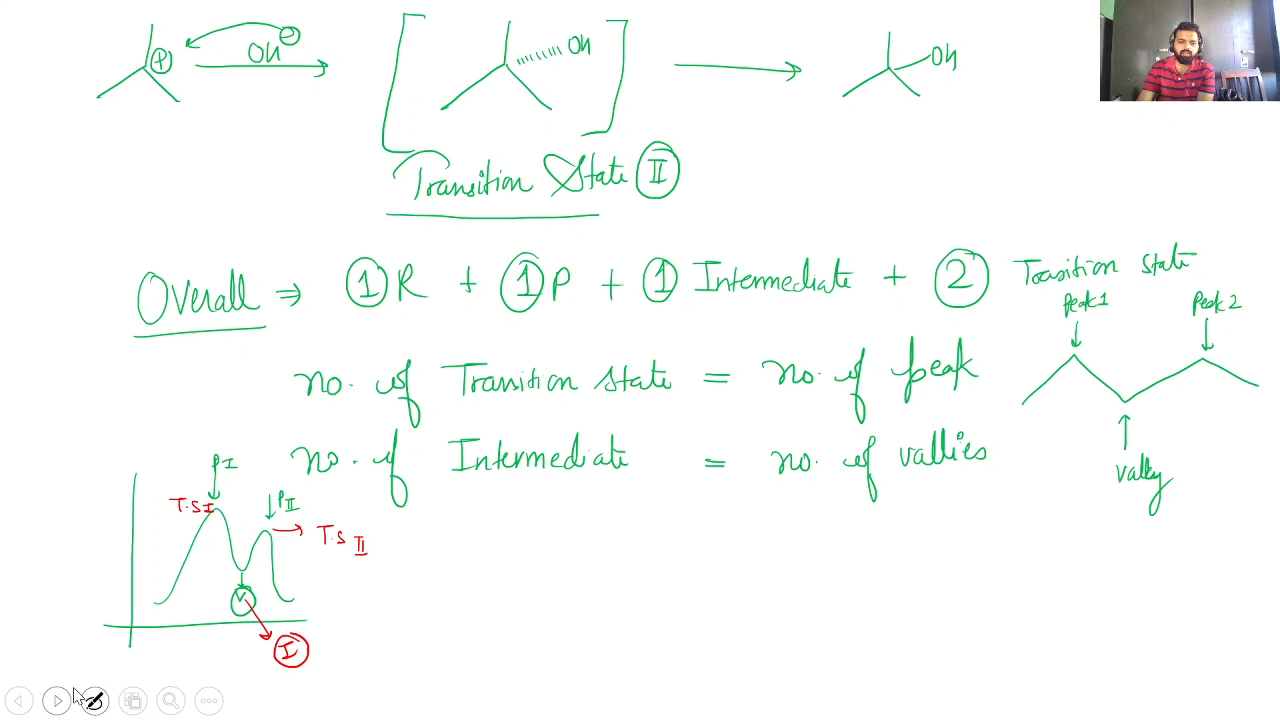 ⊕ OH⊖ OH OH
Transition State II
Overall ⇒ 1 R + 1 P + 1 Intermediate + 2 Trasition state
Peak 1 Peak 2
no. of Transition state = no. of peak
no. of Intermediate = no. of vallies
valley
P I
T.S I
P II
T.S II
V
I